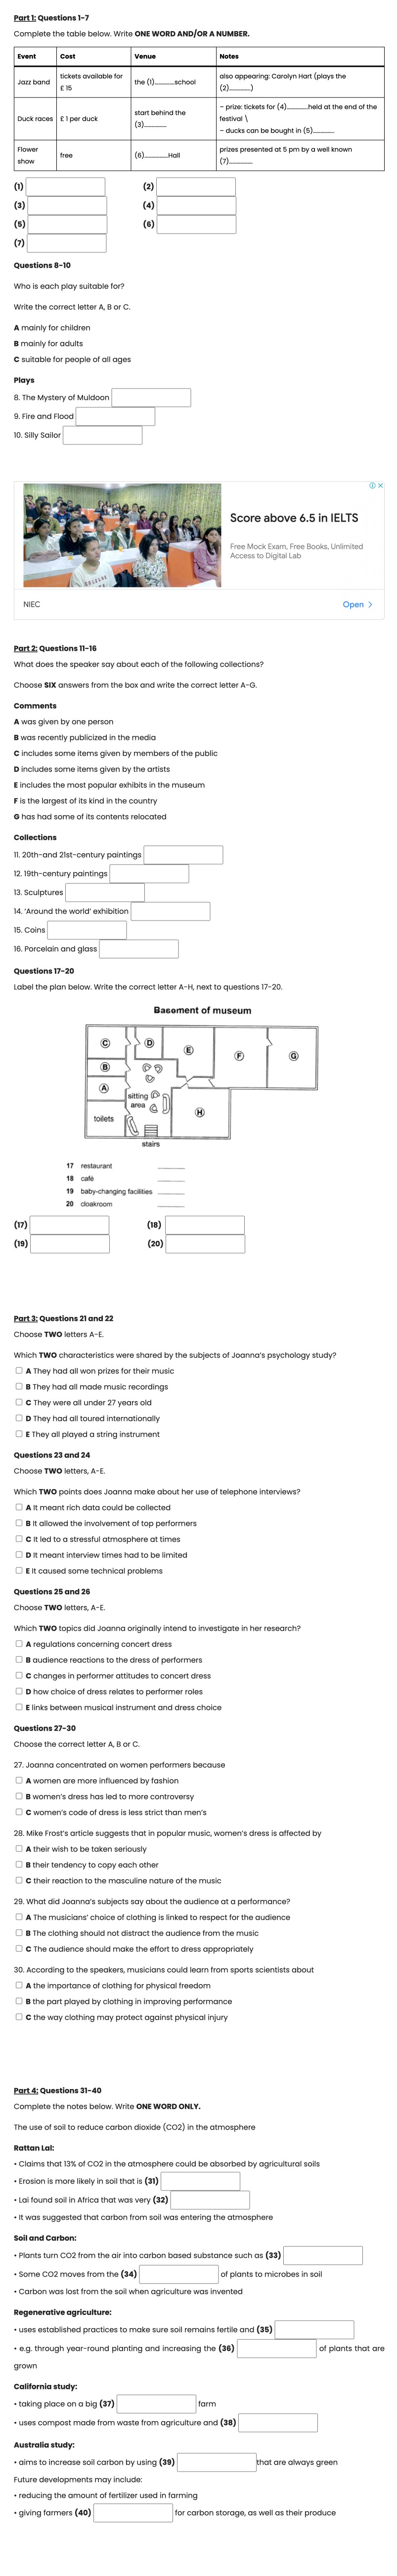 Part 1: Questions 1-7
Complete the table below. Write ONE WORD AND/OR A NUMBER.
Event Cost Venue Notes
Jazz band tickets available for £ 15 the (1)..............school also appearing: Carolyn Hart (plays the (2)..............)
Duck races £ 1 per duck start behind the (3).............. – prize: tickets for (4)..............held at the end of the festival \
– ducks can be bought in (5)..............
Flower show free (6)..............Hall prizes presented at 5 pm by a well known (7)..............
(1) (2)
(3) (4)
(5) (6)
(7)
Questions 8-10
Who is each play suitable for?
Write the correct letter A, B or C.
A mainly for children
B mainly for adults
C suitable for people of all ages
Plays
8. The Mystery of Muldoon
9. Fire and Flood
10. Silly Sailor
Score above 6.5 in IELTS
Free Mock Exam, Free Books, Unlimited
Access to Digital Lab
NIEC
Open >
Part 2: Questions 11-16
What does the speaker say about each of the following collections?
Choose SIX answers from the box and write the correct letter A-G.
Comments
A was given by one person
B was recently publicized in the media
C includes some items given by members of the public
D includes some items given by the artists
E includes the most popular exhibits in the museum
F is the largest of its kind in the country
G has had some of its contents relocated
Collections
11. 20th-and 21st-century paintings
12. 19th-century paintings
13. Sculptures
14. ‘Around the world’ exhibition
15. Coins
16. Porcelain and glass
Questions 17-20
Label the plan below. Write the correct letter A-H, next to questions 17-20.
Basement of museum
C D E F G
B
A
sitting
area
toilets
H
stairs
17 restaurant
18 café
19 baby-changing facilities
20 cloakroom
(17) (18)
(19) (20)
Part 3: Questions 21 and 22
Choose TWO letters A-E.
Which TWO characteristics were shared by the subjects of Joanna’s psychology study?
A They had all won prizes for their music
B They had all made music recordings
C They were all under 27 years old
D They had all toured internationally
E They all played a string instrument
Questions 23 and 24
Choose TWO letters, A-E.
Which TWO points does Joanna make about her use of telephone interviews?
A It meant rich data could be collected
B It allowed the involvement of top performers
C It led to a stressful atmosphere at times
D It meant interview times had to be limited
E It caused some technical problems
Questions 25 and 26
Choose TWO letters, A-E.
Which TWO topics did Joanna originally intend to investigate in her research?
A regulations concerning concert dress
B audience reactions to the dress of performers
C changes in performer attitudes to concert dress
D how choice of dress relates to performer roles
E links between musical instrument and dress choice
Questions 27-30
Choose the correct letter A, B or C.
27. Joanna concentrated on women performers because
A women are more influenced by fashion
B women’s dress has led to more controversy
C women’s code of dress is less strict than men’s
28. Mike Frost’s article suggests that in popular music, women’s dress is affected by
A their wish to be taken seriously
B their tendency to copy each other
C their reaction to the masculine nature of the music
29. What did Joanna’s subjects say about the audience at a performance?
A The musicians’ choice of clothing is linked to respect for the audience
B The clothing should not distract the audience from the music
C The audience should make the effort to dress appropriately
30. According to the speakers, musicians could learn from sports scientists about
A the importance of clothing for physical freedom
B the part played by clothing in improving performance
C the way clothing may protect against physical injury
Part 4: Questions 31-40
Complete the notes below. Write ONE WORD ONLY.
The use of soil to reduce carbon dioxide (CO2) in the atmosphere
Rattan Lal:
• Claims that 13% of CO2 in the atmosphere could be absorbed by agricultural soils
• Erosion is more likely in soil that is (31)
• Lal found soil in Africa that was very (32)
• It was suggested that carbon from soil was entering the atmosphere
Soil and Carbon:
• Plants turn CO2 from the air into carbon based substance such as (33)
• Some CO2 moves from the (34) of plants to microbes in soil
• Carbon was lost from the soil when agriculture was invented
Regenerative agriculture:
• uses established practices to make sure soil remains fertile and (35)
• e.g. through year-round planting and increasing the (36) of plants that are
grown
California study:
• taking place on a big (37) farm
• uses compost made from waste from agriculture and (38)
Australia study:
• aims to increase soil carbon by using (39) that are always green
Future developments may include:
• reducing the amount of fertilizer used in farming
• giving farmers (40) for carbon storage, as well as their produce